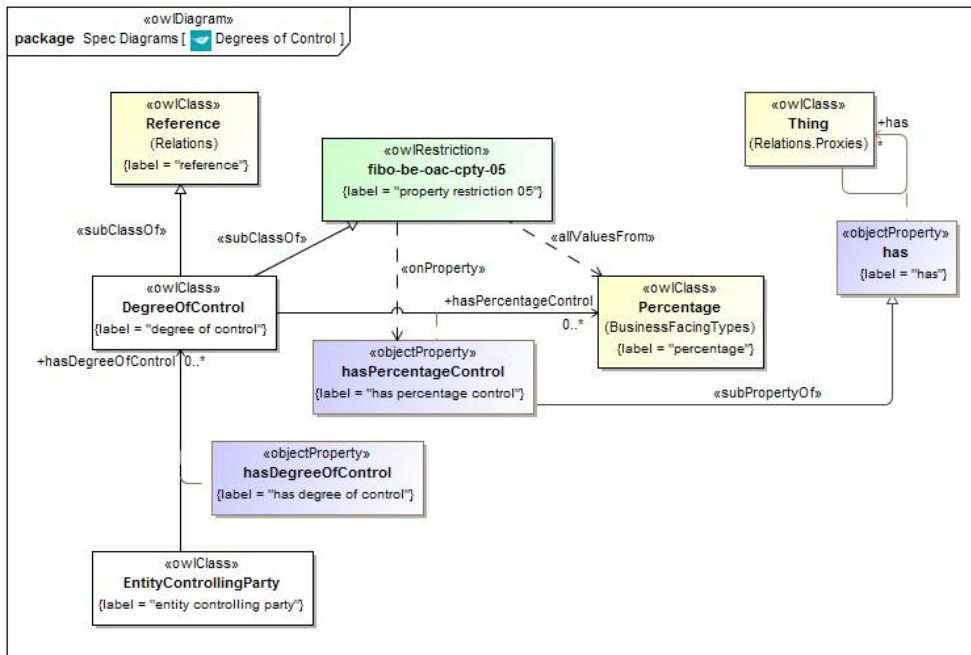 «owlDiagram»
package Spec Diagrams [ Degrees of Control ]
«owlClass»
Reference
(Relations)
{label = "reference"}
«owlRestriction»
fibo-be-oac-cpty-05
{label = "property restriction 05"}
«owlClass»
Thing
(Relations.Proxies)
+has
*
«subClassOf»
«subClassOf»
«onProperty»
«allValuesFrom»
«objectProperty»
has
{label = "has"}
«owlClass»
DegreeOfControl
{label = "degree of control"}
+hasPercentageControl
0..*
«owlClass»
Percentage
(BusinessFacingTypes)
{label = "percentage"}
+hasDegreeOfControl 0..*
«objectProperty»
hasPercentageControl
{label = "has percentage control"}
«subPropertyOf»
«objectProperty»
hasDegreeOfControl
{label = "has degree of control"}
«owlClass»
EntityControllingParty
{label = "entity controlling party"}